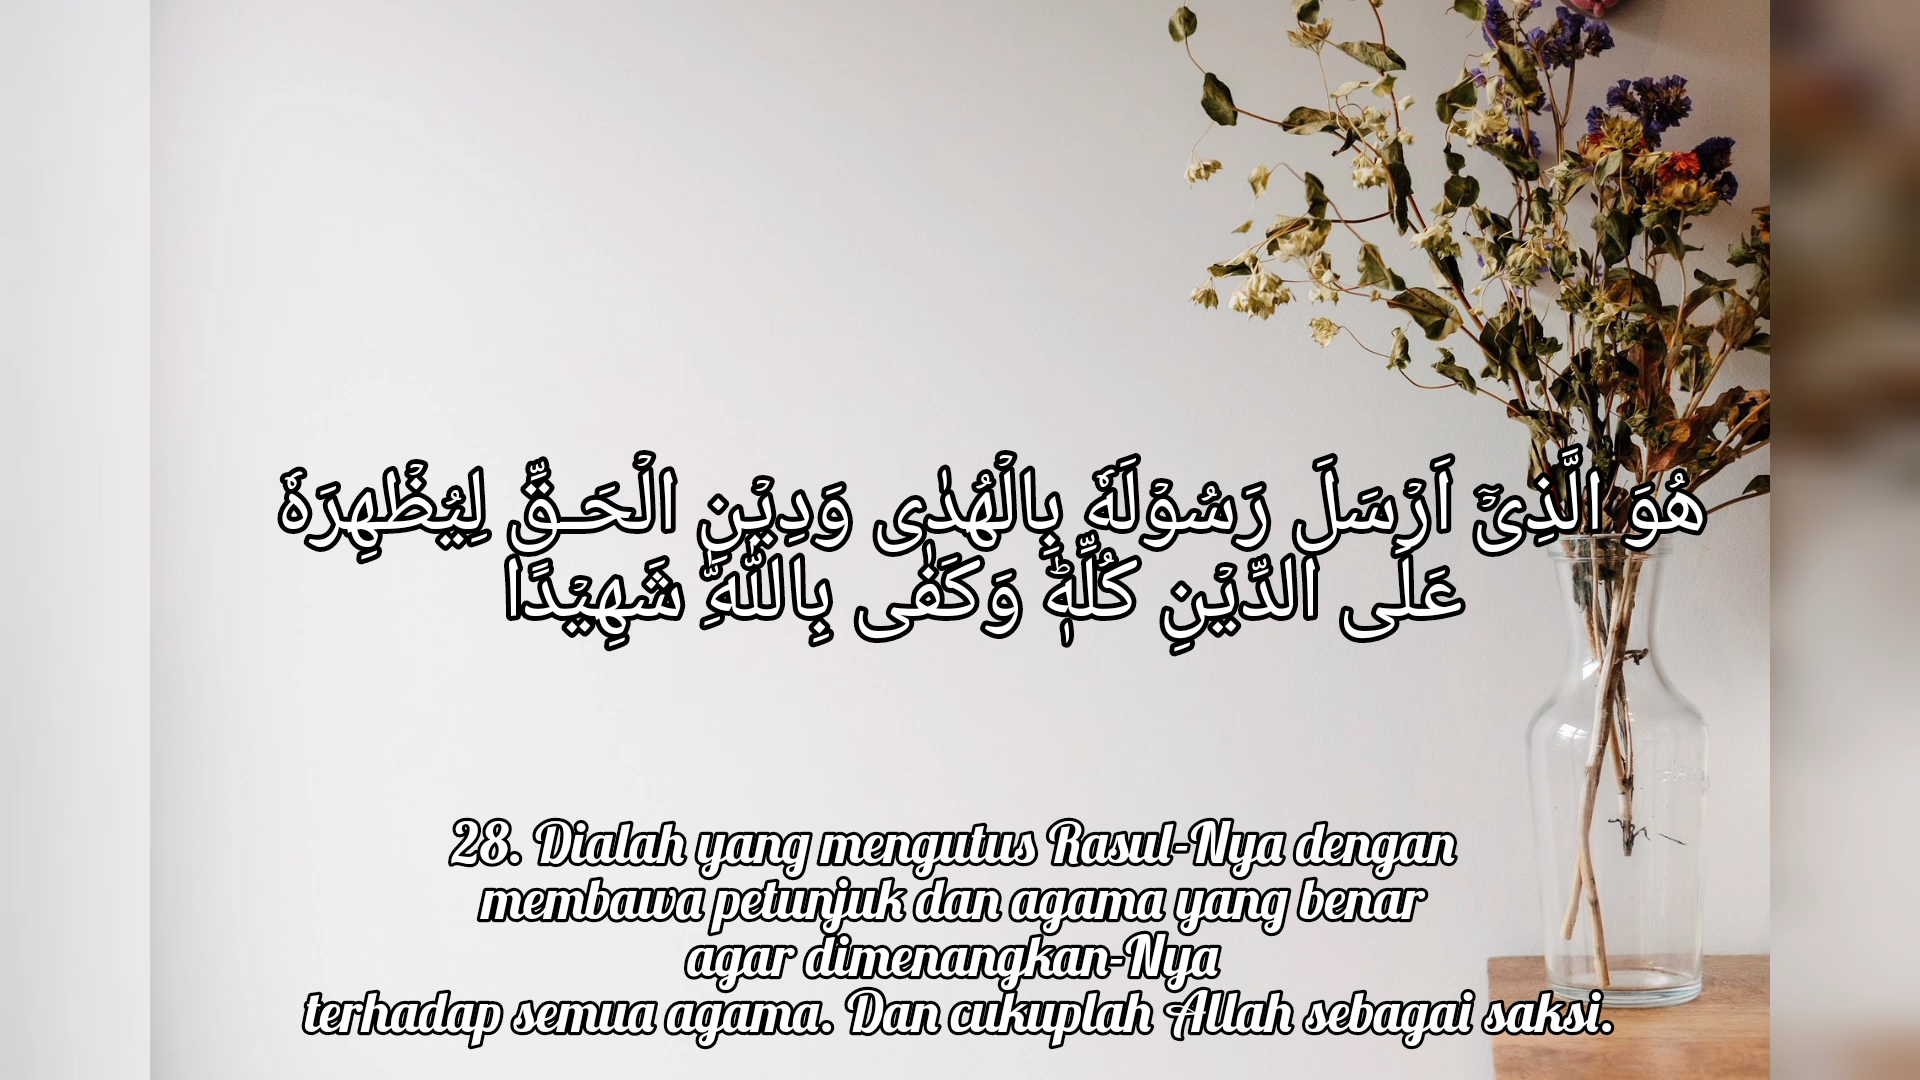 هُوَ الَّذِىْۤ اَرْسَلَ رَسُوْلَهٗ بِالْهُدٰى وَدِيْنِ الْحَـقِّ لِيُظْهِرَهٗ
عَلَى الدِّيْنِ كُلِّهٖ​ؕ وَكَفٰى بِاللّٰهِ​ؕ شَهِيْدًا
28. Dialah yang mengutus Rasul-Nya dengan
membawa petunjuk dan agama yang benar
agar dimenangkan-Nya
terhadap semua agama. Dan cukuplah Allah sebagai saksi.